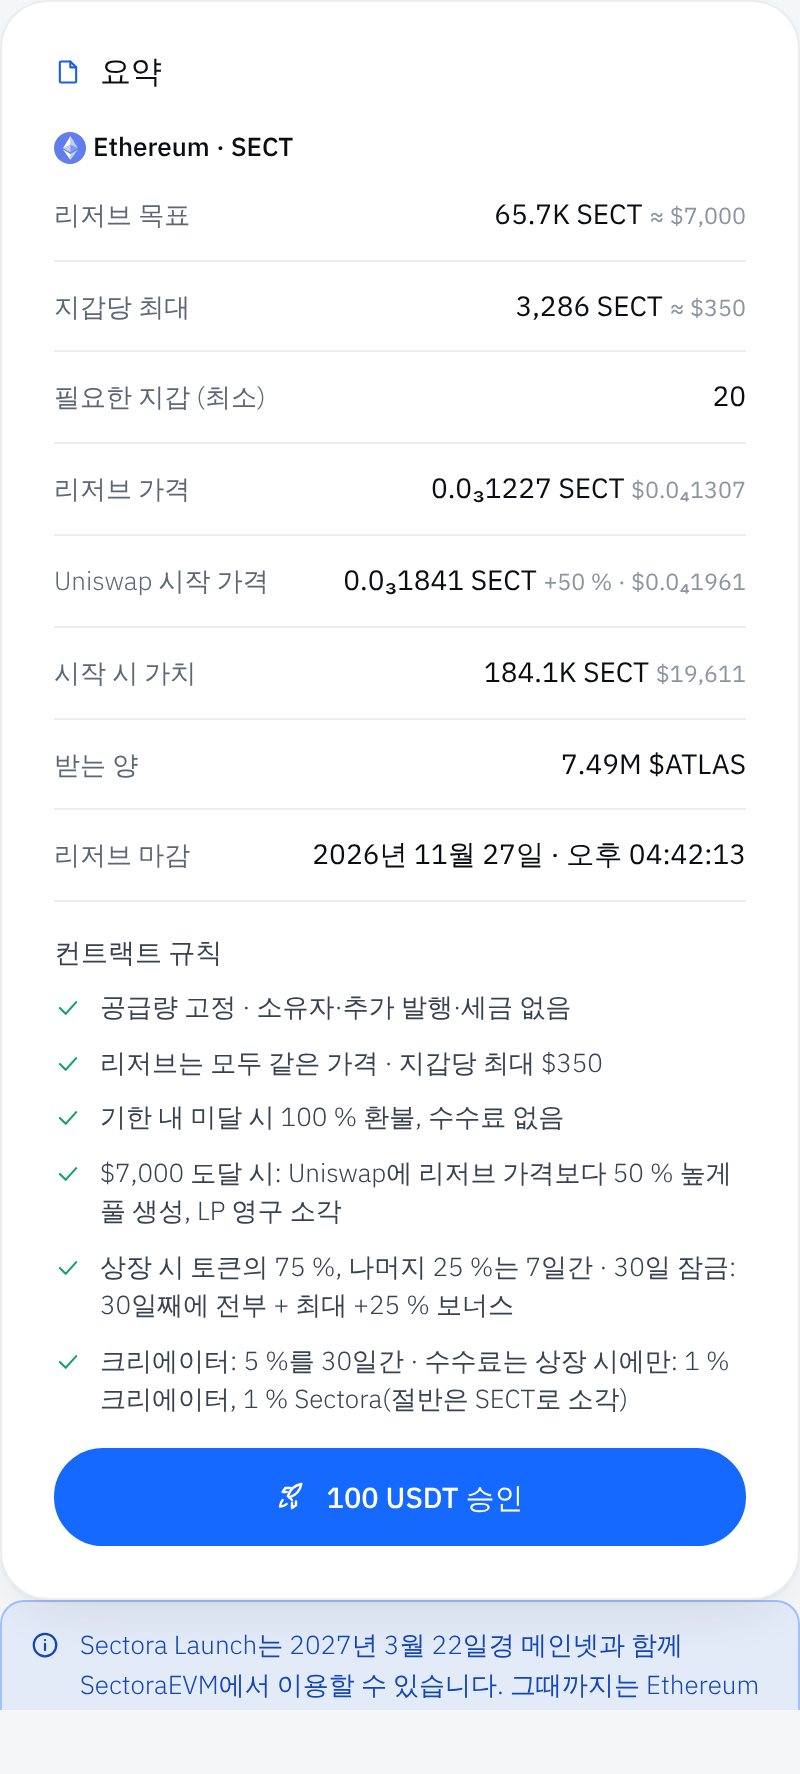 요약
Ethereum · SECT
리저브 목표 65.7K SECT ≈ $7,000
지갑당 최대 3,286 SECT ≈ $350
필요한 지갑 (최소) 20
리저브 가격 0.0₃1227 SECT $0.0₄1307
Uniswap 시작 가격 0.0₃1841 SECT +50 % · $0.0₄1961
시작 시 가치 184.1K SECT $19,611
받는 양 7.49M $ATLAS
리저브 마감 2026년 11월 27일 · 오후 04:42:13
컨트랙트 규칙
공급량 고정 · 소유자·추가 발행·세금 없음
리저브는 모두 같은 가격 · 지갑당 최대 $350
기한 내 미달 시 100 % 환불, 수수료 없음
$7,000 도달 시: Uniswap에 리저브 가격보다 50 % 높게
풀 생성, LP 영구 소각
상장 시 토큰의 75 %, 나머지 25 %는 7일간 · 30일 잠금:
30일째에 전부 + 최대 +25 % 보너스
크리에이터: 5 %를 30일간 · 수수료는 상장 시에만: 1 %
크리에이터, 1 % Sectora(절반은 SECT로 소각)
100 USDT 승인
Sectora Launch는 2027년 3월 22일경 메인넷과 함께
SectoraEVM에서 이용할 수 있습니다. 그때까지는 Ethereum